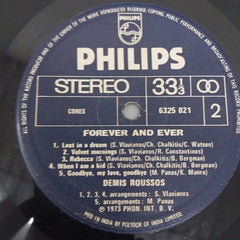 PHILIPS
STEREO 33 1/3
CORES 6325 021 2
FOREVER AND EVER
1. Lost in a dream (S. Vlavianos/Ch. Chalkitis/C. Watson)
2. Velvet mornings (S. Vlavianos/C. Constantinos)
3. Rebecca (S. Vlavianos/Ch. Chalkitis/B. Bergman)
4. When I am a kid (S. Vlavianos/Ch. Chalkitis/B. Bergman)
5. Goodbye, my love, goodbye (M. Panas/K. Munro)
DEMIS ROUSSOS
1, 2, 3, 4 arrangements : S. Vlavianos
5 arrangements : M. Panas
℗ 1973 PHON. INT. B.V.
MADE IN INDIA BY POLYDOR OF INDIA LIMITED